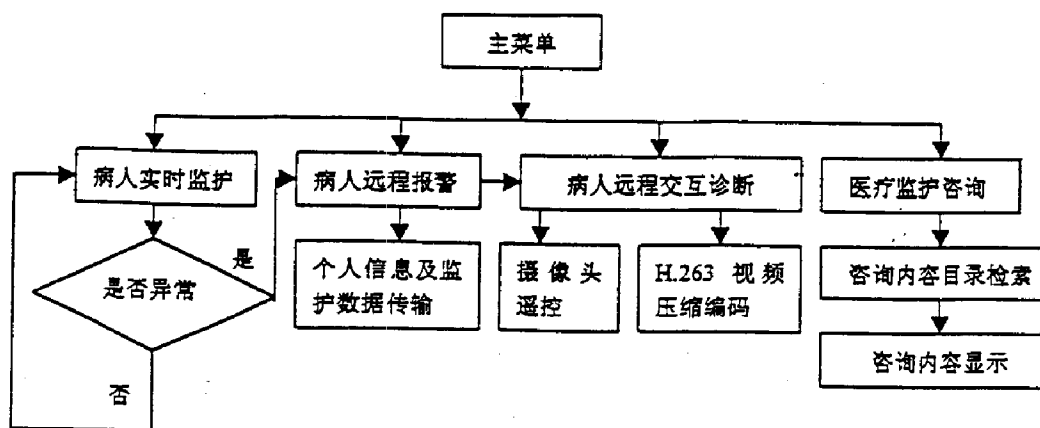 主菜单
病人实时监护
病人远程报警
病人远程交互诊断
医疗监护咨询
是否异常
是
否
个人信息及监
护数据传输
摄像头
遥控
H.263 视频
压缩编码
咨询内容目录检索
咨询内容显示